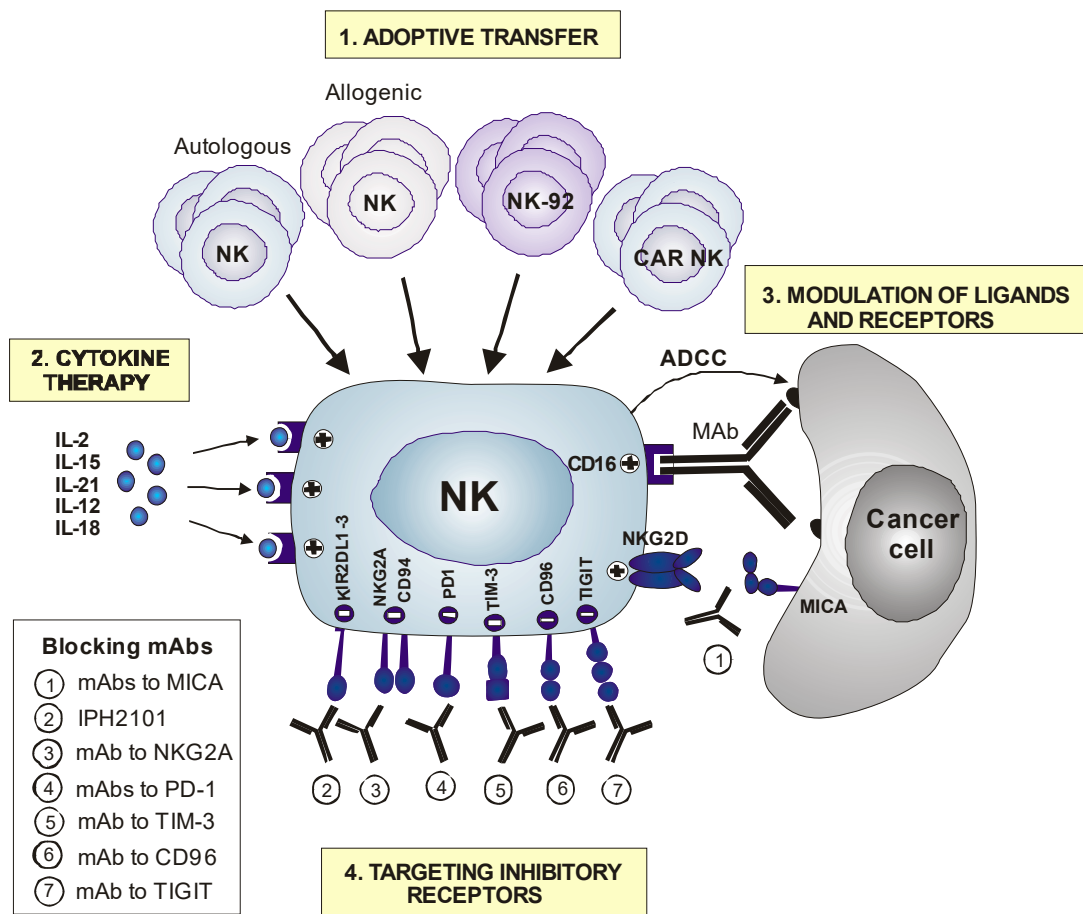 1. ADOPTIVE TRANSFER
Allogenic
Autologous
NK
NK
NK-92
CAR NK
3. MODULATION OF LIGANDS
AND RECEPTORS
2. CYTOKINE
THERAPY
ADCC
IL-2
IL-15
IL-21
IL-12
IL-18
MAb
CD16
NK
Cancer
cell
NKG2D
MICA
KIR2DL1-3
NKG2A
CD94
PD1
TIM-3
CD96
TIGIT
1
2
3
4
5
6
7
Blocking mAbs
1 mAbs to MICA
2 IPH2101
3 mAb to NKG2A
4 mAbs to PD-1
5 mAb to TIM-3
6 mAb to CD96
7 mAb to TIGIT
4. TARGETING INHIBITORY
RECEPTORS